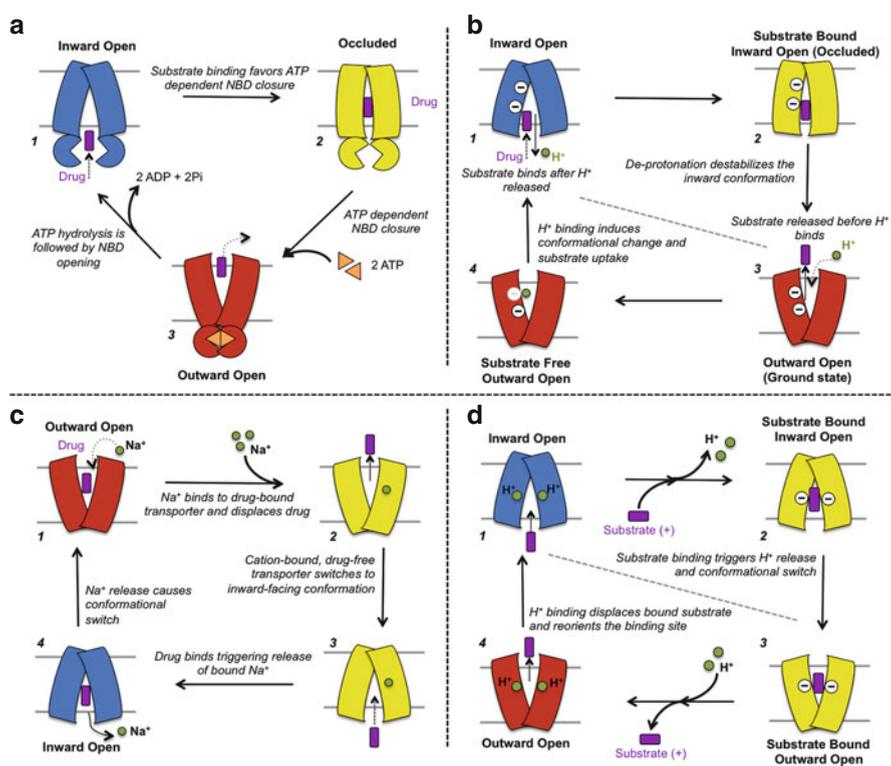 a
Inward Open
Substrate binding favors ATP
dependent NBD closure
Occluded
Drug
1
2
Drug
2 ADP + 2Pi
ATP hydrolysis is
followed by NBD
opening
ATP dependent
NBD closure
2 ATP
3
Outward Open
b
Inward Open
Substrate Bound
Inward Open (Occluded)
1
Drug
H⁺
Substrate binds after H⁺
released
2
De-protonation destabilizes the
inward conformation
H⁺ binding induces
conformational change and
substrate uptake
Substrate released before H⁺
binds
H⁺
4
3
Substrate Free
Outward Open
Outward Open
(Ground state)
c
Outward Open
Drug
Na⁺
Na⁺
Na⁺ binds to drug-bound
transporter and displaces drug
1
2
Na⁺ release causes
conformational
switch
Cation-bound, drug-free
transporter switches to
inward-facing conformation
4
Drug binds triggering release
of bound Na⁺
3
Na⁺
Inward Open
d
Inward Open
H⁺
Substrate Bound
Inward Open
H⁺
H⁺
1
Substrate (+)
2
Substrate binding triggers H⁺ release
and conformational switch
H⁺ binding displaces bound substrate
and reorients the binding site
4
3
H⁺
H⁺
H⁺
Substrate (+)
Outward Open
Substrate Bound
Outward Open